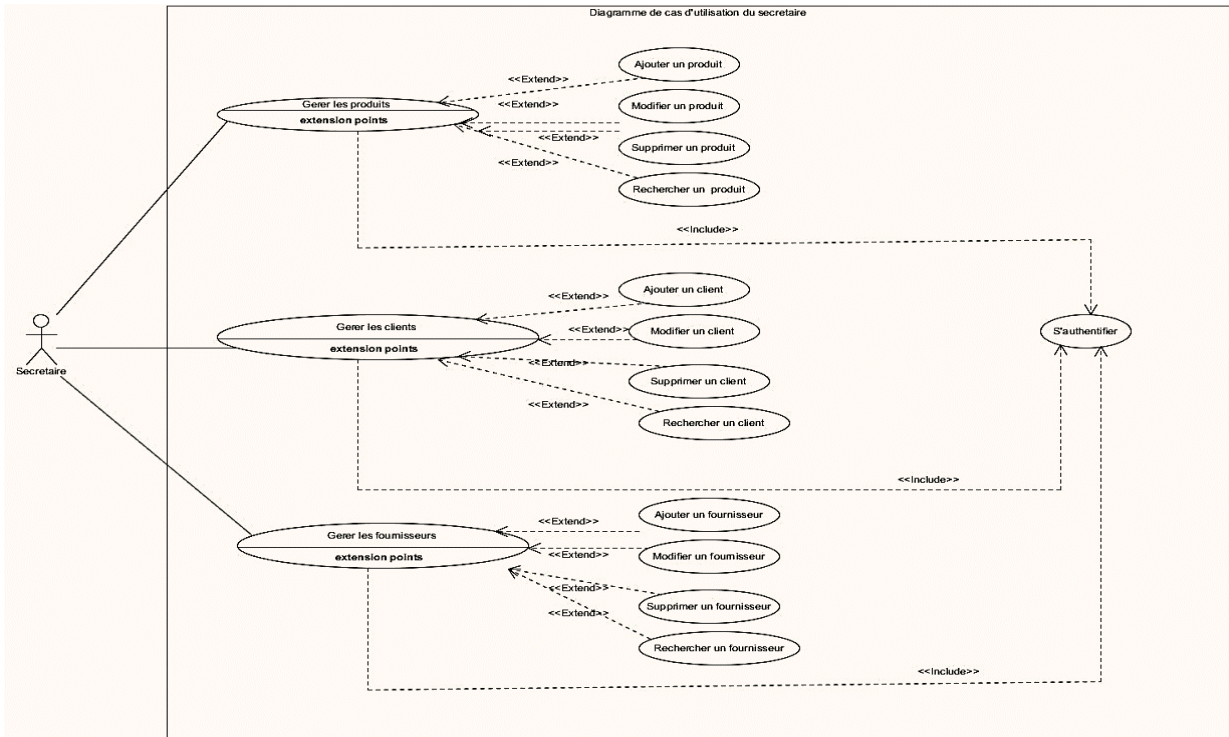 Diagramme de cas d'utilisation du secretaire
Ajouter un produit
<<Extend>>
Gerer les produits
extension points
<<Extend>>
Modifier un produit
<<Extend>>
Supprimer un produit
<<Extend>>
Rechercher un produit
<<Include>>
Ajouter un client
<<Extend>>
Gerer les clients
extension points
<<Extend>>
Modifier un client
S'authentifier
Secretaire
<<Extend>>
Supprimer un client
<<Extend>>
Rechercher un client
<<Include>>
Ajouter un fournisseur
<<Extend>>
Gerer les fournisseurs
extension points
<<Extend>>
Modifier un fournisseur
<<Extend>>
Supprimer un fournisseur
<<Extend>>
Rechercher un fournisseur
<<Include>>